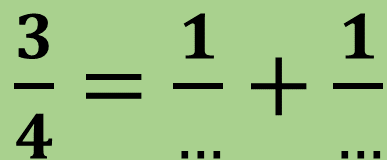 3/4 = 1/... + 1/...